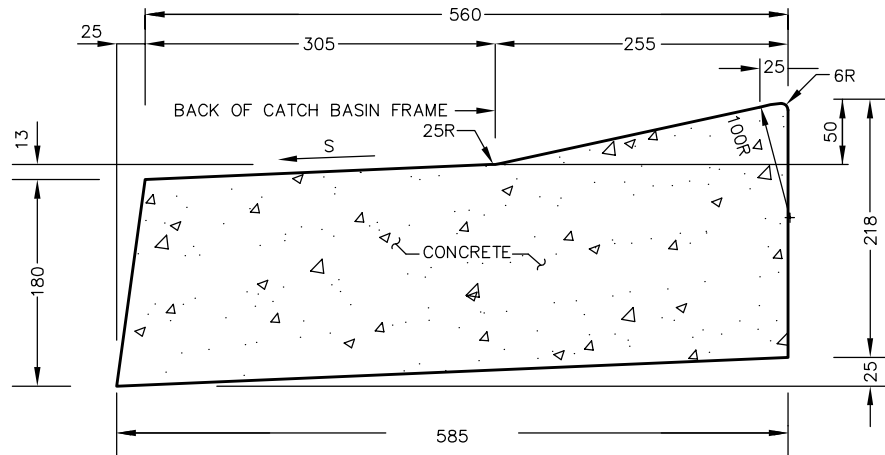 560
25
305
255
25
6R
BACK OF CATCH BASIN FRAME
25R
100R
50
13
S
218
CONCRETE
180
25
585